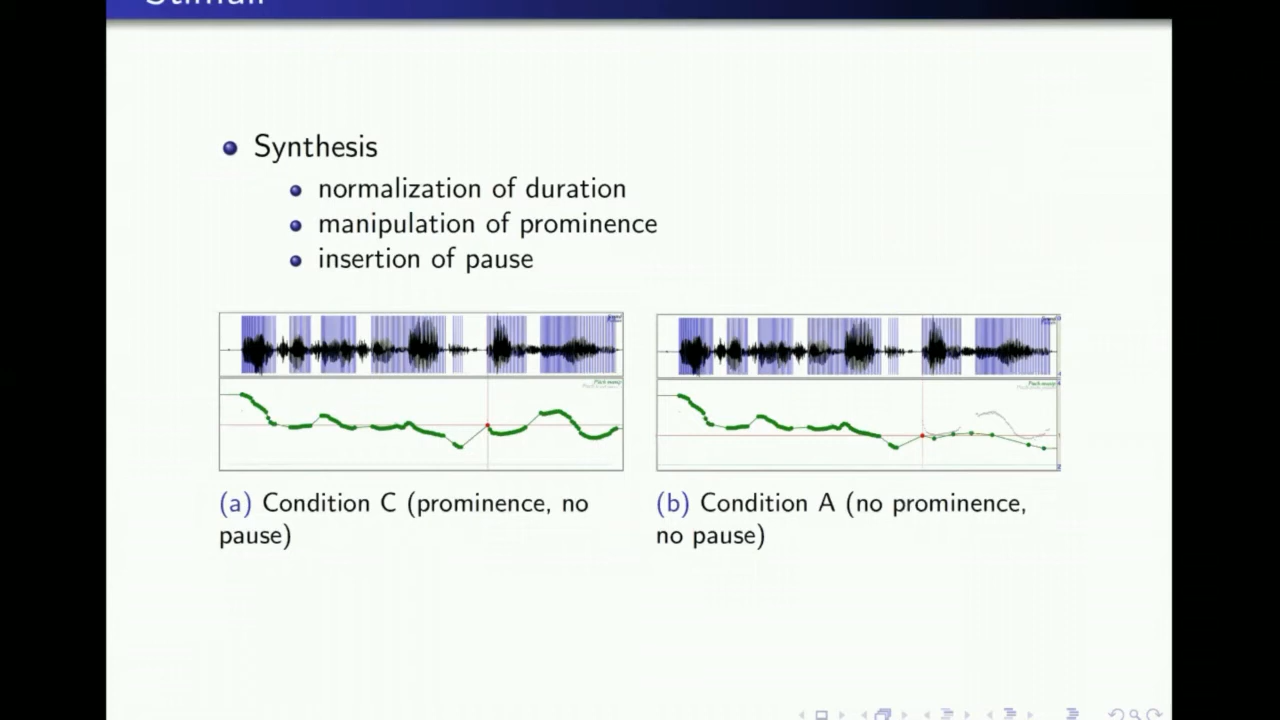 Stimuli
Synthesis
normalization of duration
manipulation of prominence
insertion of pause
(a) Condition C (prominence, no
pause)
(b) Condition A (no prominence,
no pause)